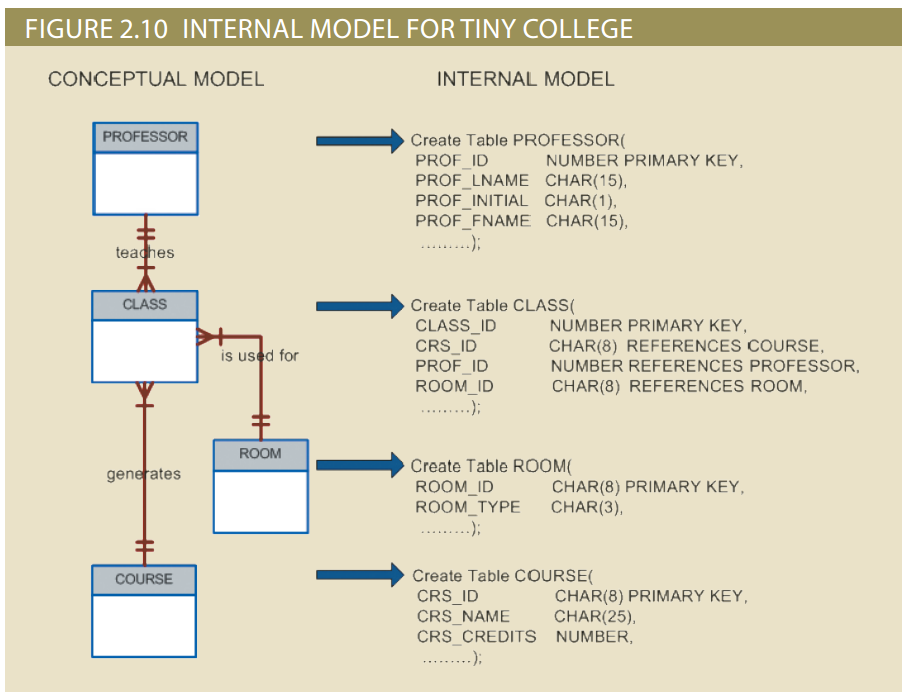 FIGURE 2.10 INTERNAL MODEL FOR TINY COLLEGE
CONCEPTUAL MODEL
INTERNAL MODEL
PROFESSOR
teaches
CLASS
is used for
ROOM
generates
COURSE
Create Table PROFESSOR(
PROF_ID NUMBER PRIMARY KEY,
PROF_LNAME CHAR(15),
PROF_INITIAL CHAR(1),
PROF_FNAME CHAR(15),
.........);
Create Table CLASS(
CLASS_ID NUMBER PRIMARY KEY,
CRS_ID CHAR(8) REFERENCES COURSE,
PROF_ID NUMBER REFERENCES PROFESSOR,
ROOM_ID CHAR(8) REFERENCES ROOM,
.........);
Create Table ROOM(
ROOM_ID CHAR(8) PRIMARY KEY,
ROOM_TYPE CHAR(3),
.........);
Create Table COURSE(
CRS_ID CHAR(8) PRIMARY KEY,
CRS_NAME CHAR(25),
CRS_CREDITS NUMBER,
.........);